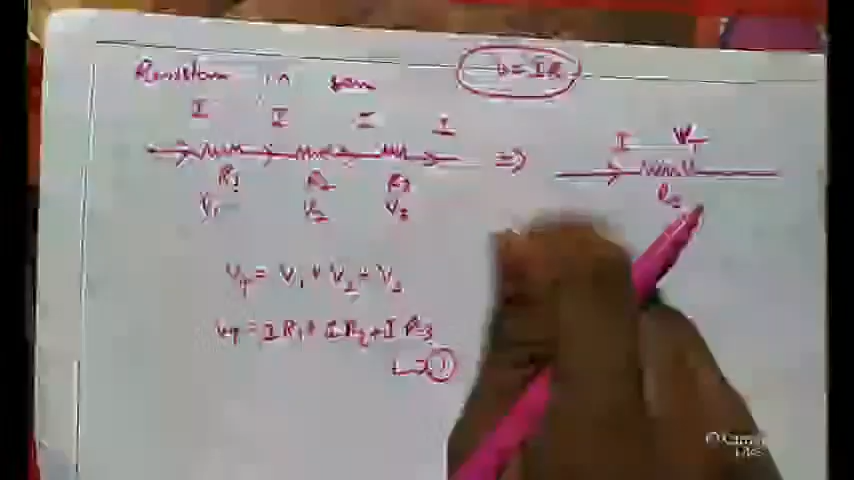 Resistors in series
V = IR
I I I I
R1 R2 R3
V1 V2 V3
⇒
I VT
Rs
VT = V1 + V2 + V3
VT = IR1 + IR2 + IR3
↳ ①